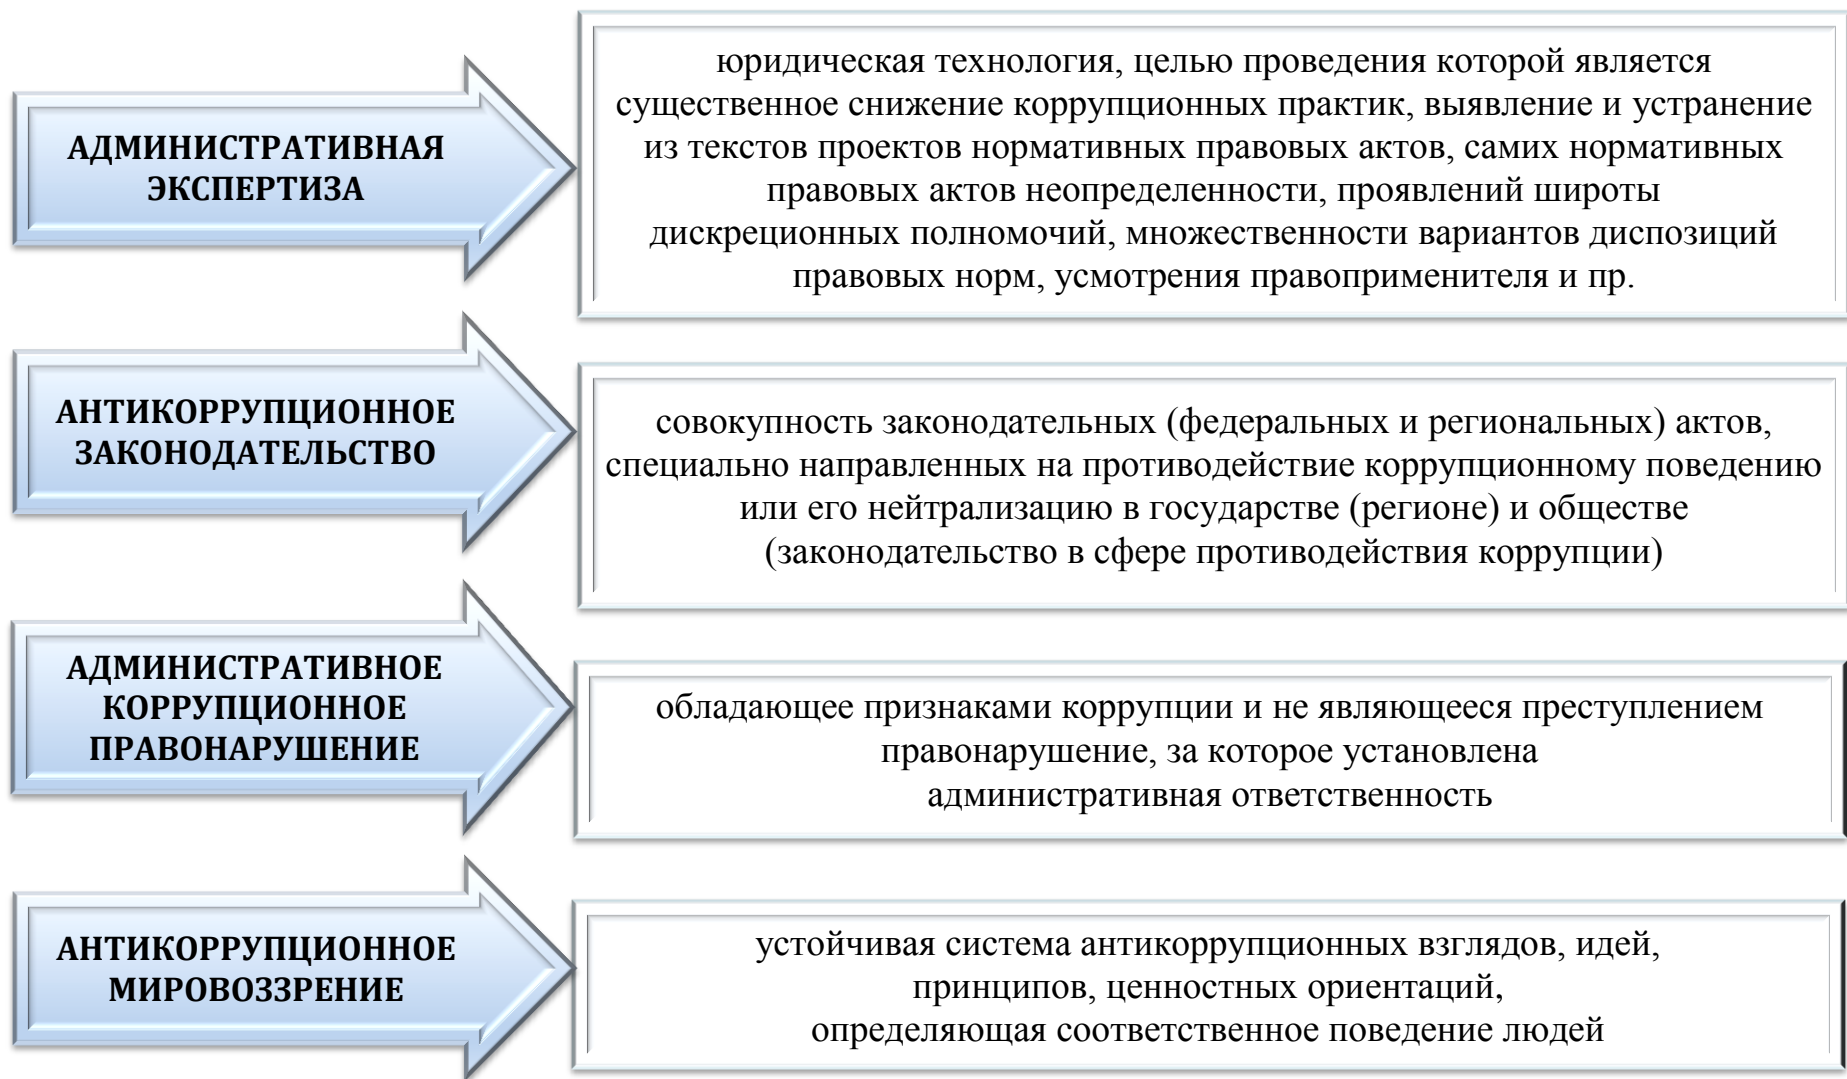 АДМИНИСТРАТИВНАЯ
ЭКСПЕРТИЗА
юридическая технология, целью проведения которой является
существенное снижение коррупционных практик, выявление и устранение
из текстов проектов нормативных правовых актов, самих нормативных
правовых актов неопределенности, проявлений широты
дискреционных полномочий, множественности вариантов диспозиций
правовых норм, усмотрения правоприменителя и пр.
АНТИКОРРУПЦИОННОЕ
ЗАКОНОДАТЕЛЬСТВО
совокупность законодательных (федеральных и региональных) актов,
специально направленных на противодействие коррупционному поведению
или его нейтрализацию в государстве (регионе) и обществе
(законодательство в сфере противодействия коррупции)
АДМИНИСТРАТИВНОЕ
КОРРУПЦИОННОЕ
ПРАВОНАРУШЕНИЕ
обладающее признаками коррупции и не являющееся преступлением
правонарушение, за которое установлена
административная ответственность
АНТИКОРРУПЦИОННОЕ
МИРОВОЗЗРЕНИЕ
устойчивая система антикоррупционных взглядов, идей,
принципов, ценностных ориентаций,
определяющая соответственное поведение людей